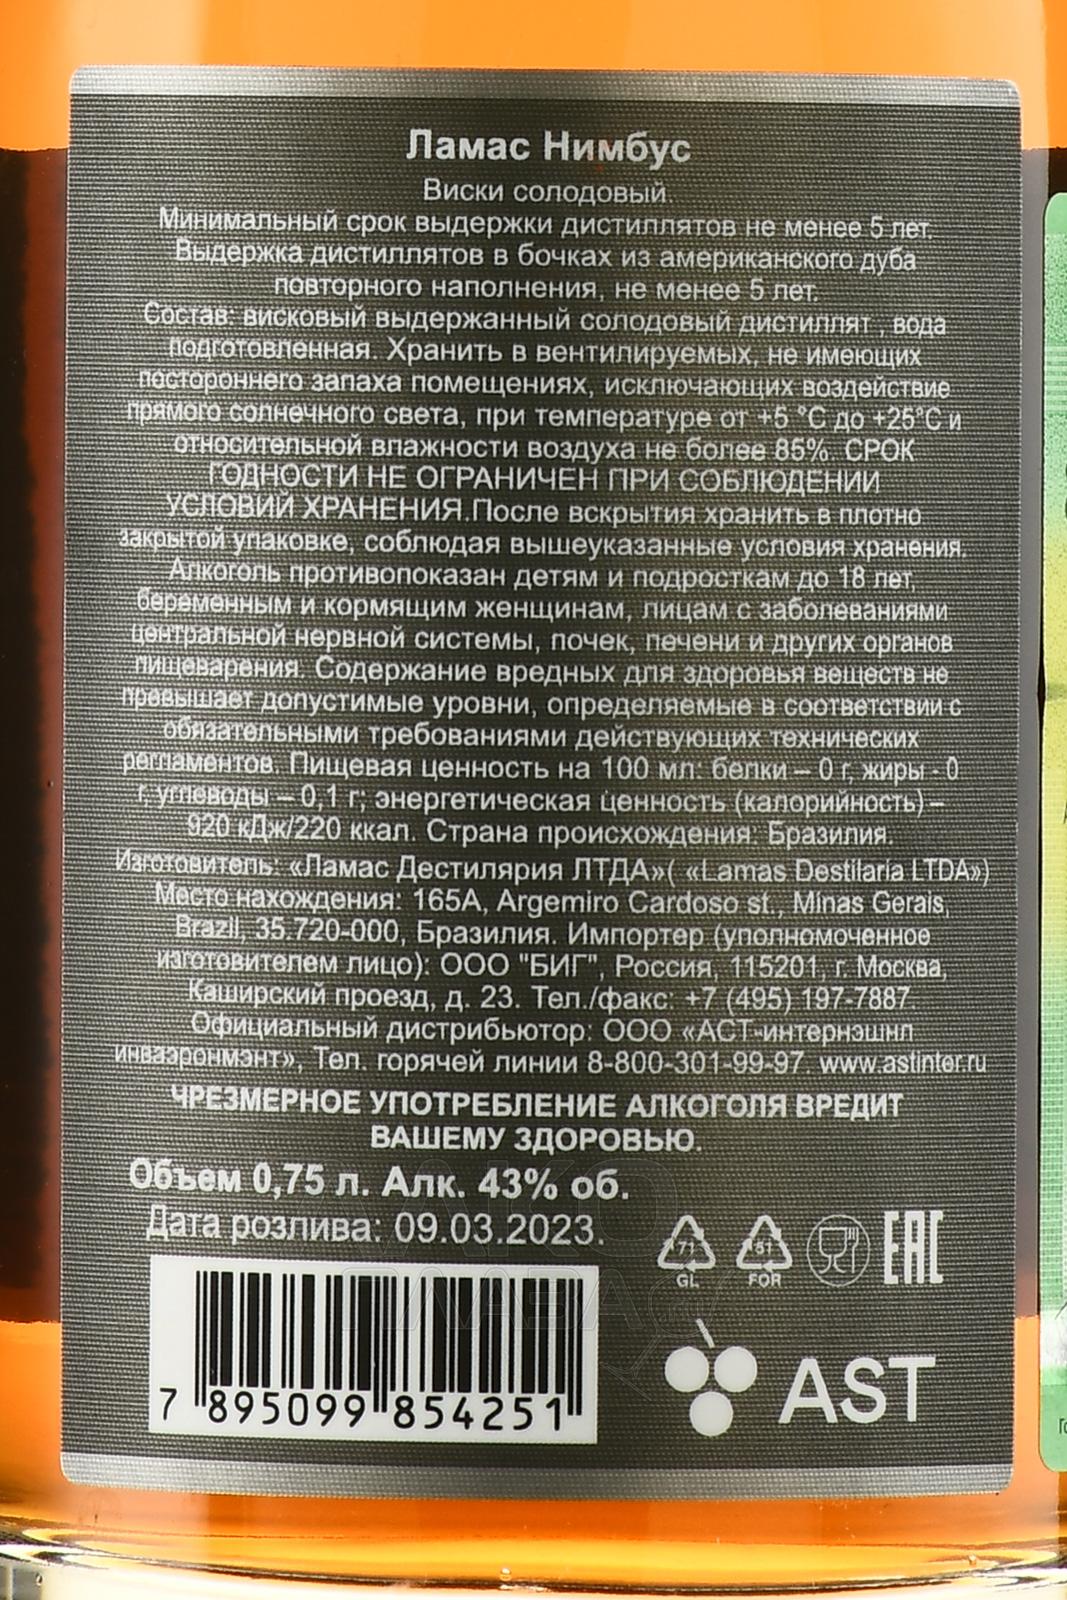 Ламас Нимбус
Виски солодовый.
Минимальный срок выдержки дистиллятов не менее 5 лет.
Выдержка дистиллятов в бочках из американского дуба
повторного наполнения, не менее 5 лет.
Состав: висковый выдержанный солодовый дистиллят , вода
подготовленная. Хранить в вентилируемых, не имеющих
постороннего запаха помещениях, исключающих воздействие
прямого солнечного света, при температуре от +5 °C до +25°C и
относительной влажности воздуха не более 85%. СРОК
ГОДНОСТИ НЕ ОГРАНИЧЕН ПРИ СОБЛЮДЕНИИ
УСЛОВИЙ ХРАНЕНИЯ.После вскрытия хранить в плотно
закрытой упаковке, соблюдая вышеуказанные условия хранения.
Алкоголь противопоказан детям и подросткам до 18 лет,
беременным и кормящим женщинам, лицам с заболеваниями
центральной нервной системы, почек, печени и других органов
пищеварения. Содержание вредных для здоровья веществ не
превышает допустимые уровни, определяемые в соответствии с
обязательными требованиями действующих технических
регламентов. Пищевая ценность на 100 мл: белки – 0 г, жиры - 0
г, углеводы – 0,1 г; энергетическая ценность (калорийность) –
920 кДж/220 ккал. Страна происхождения: Бразилия.
Изготовитель: «Ламас Дестилярия ЛТДА»( «Lamas Destilaria LTDA»)
Место нахождения: 165A, Argemiro Cardoso st., Minas Gerais,
Brazil, 35.720-000, Бразилия. Импортер (уполномоченное
изготовителем лицо): ООО "БИГ", Россия, 115201, г. Москва,
Каширский проезд, д. 23. Тел./факс: +7 (495) 197-7887.
Официальный дистрибьютор: ООО «АСТ-интернэшнл
инваэронмэнт», Тел. горячей линии 8-800-301-99-97. www.astinter.ru
ЧРЕЗМЕРНОЕ УПОТРЕБЛЕНИЕ АЛКОГОЛЯ ВРЕДИТ
ВАШЕМУ ЗДОРОВЬЮ.
Объем 0,75 л. Алк. 43% об.
Дата розлива: 09.03.2023.
71
GL
51
FOR
EAC
7 895099 854251
AST